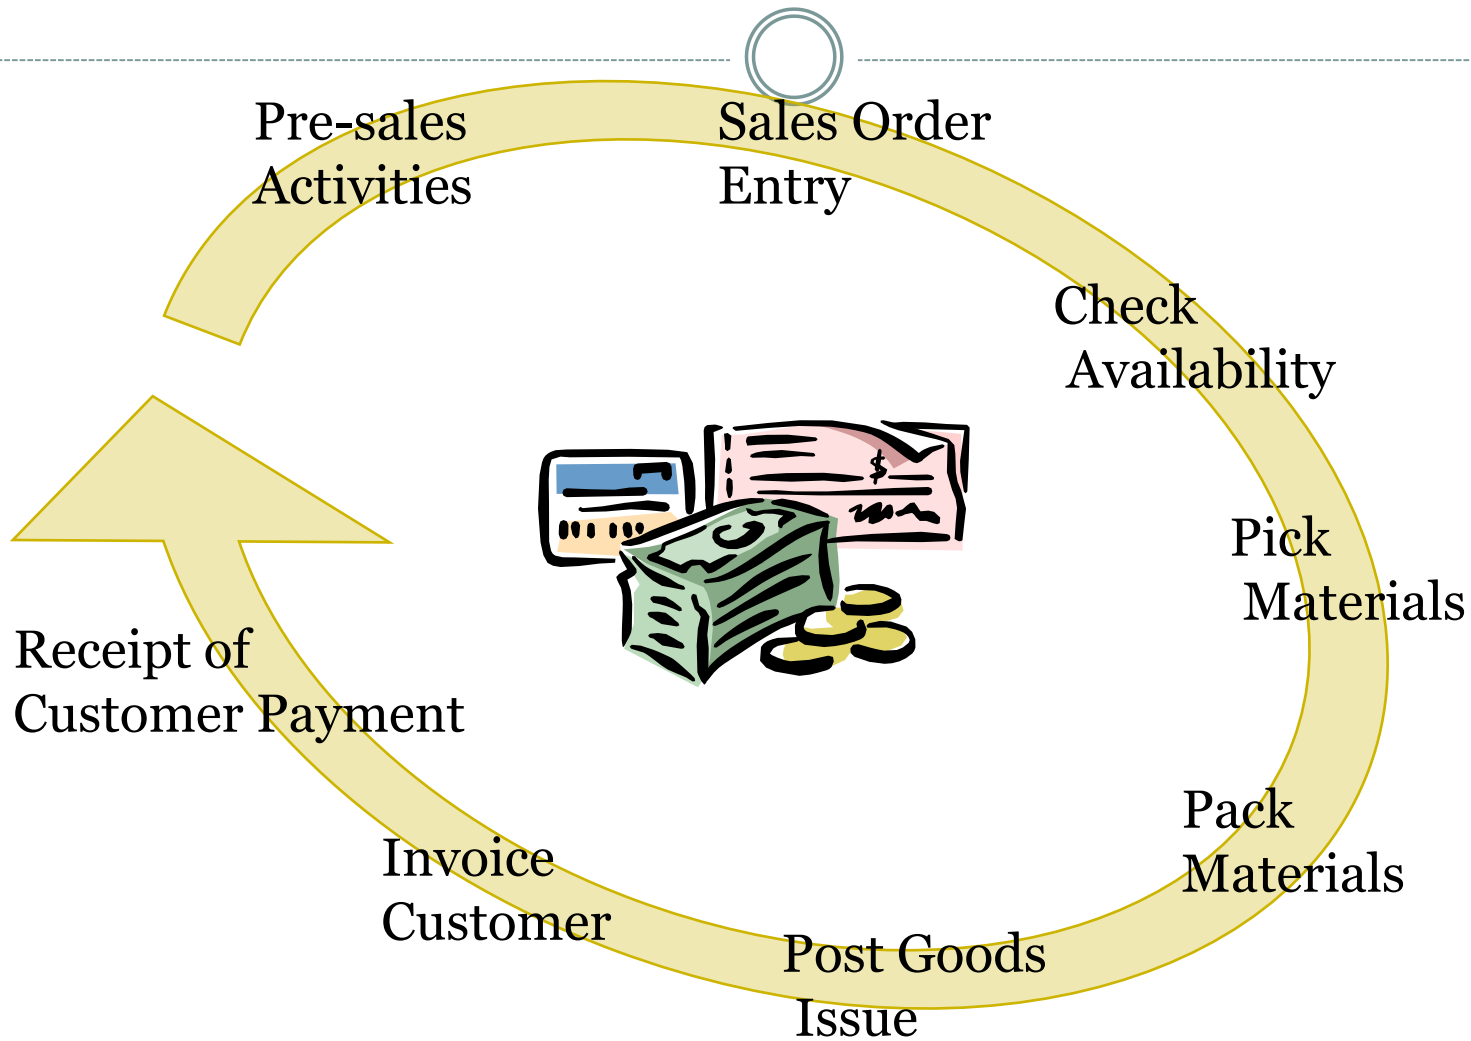 Pre-sales
Activities
Sales Order
Entry
Check
Availability
Pick
Materials
Pack
Materials
Post Goods
Issue
Invoice
Customer
Receipt of
Customer Payment
$